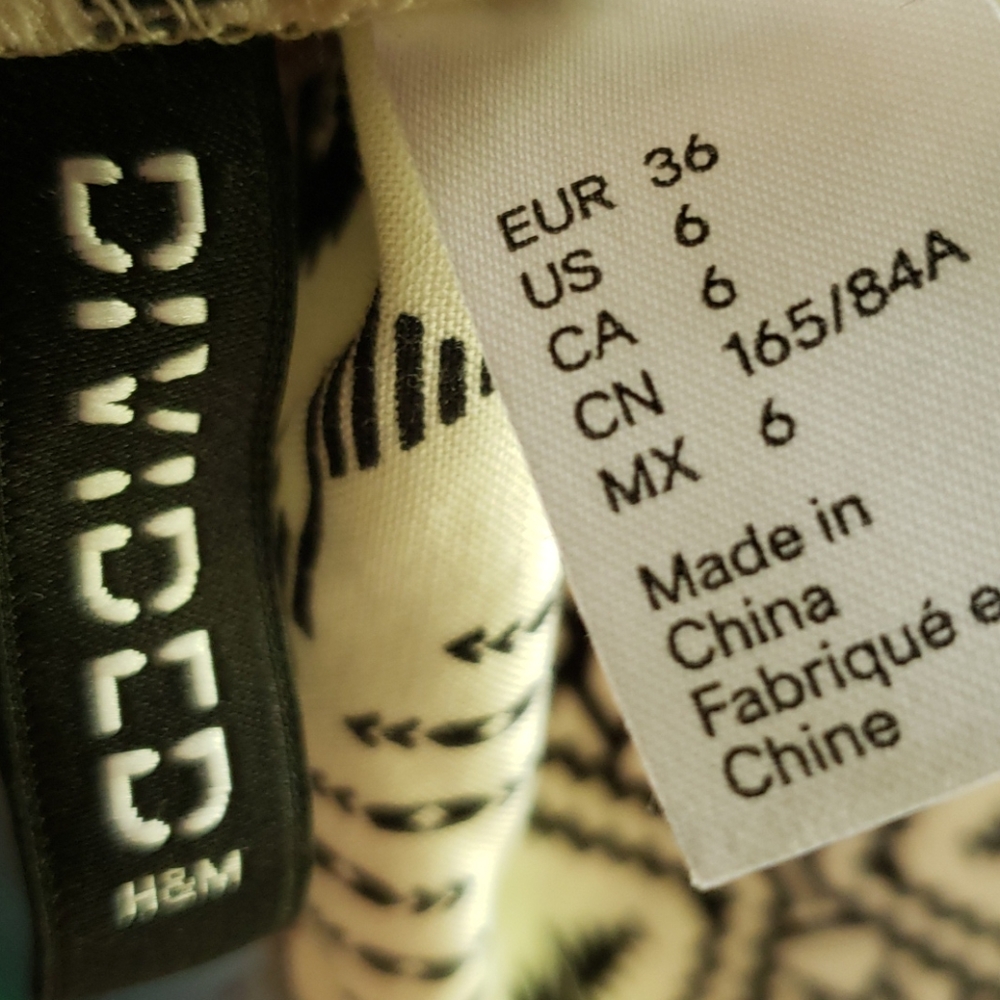 DIVIDED
H&M
EUR 36
US 6
CA 6
CN 165/84A
MX 6
Made in
China
Fabriqué e
Chine